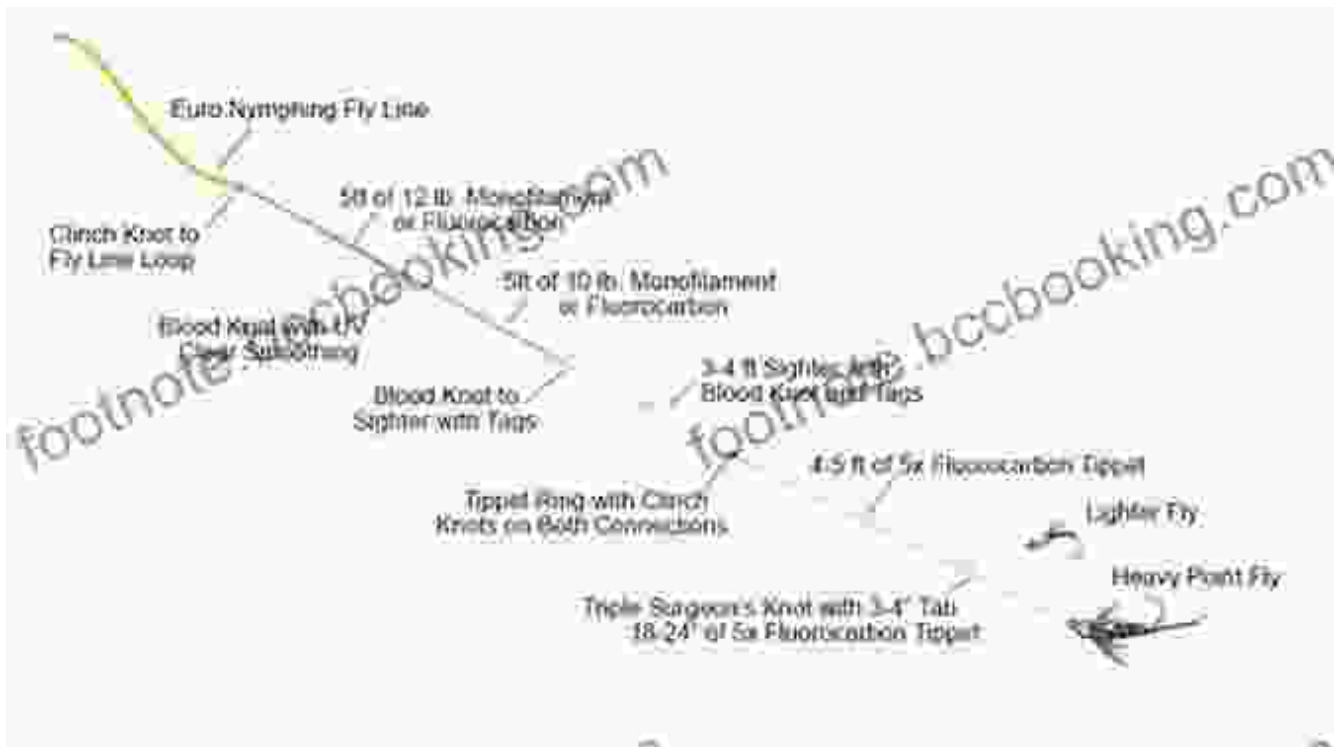 Euro Nymphing Fly Line
5ft of 12 lb. Monofilament
or Fluorocarbon
Clinch Knot to
Fly Line Loop
5ft of 10 lb. Monofilament
or Fluorocarbon
Blood Knot with UV
Clear Smoothing
3-4 ft Sighter with
Blood Knot and Tags
Blood Knot to
Sighter with Tags
4-5 ft of 5x Fluorocarbon Tippet
Tippet Ring with Clinch
Knots on Both Connections
Lighter Fly
Heavy Point Fly
Triple Surgeon's Knot with 3-4" Tab
18-24" of 5x Fluorocarbon Tippet
footnote.bccbooking.com
footnote.bccbooking.com